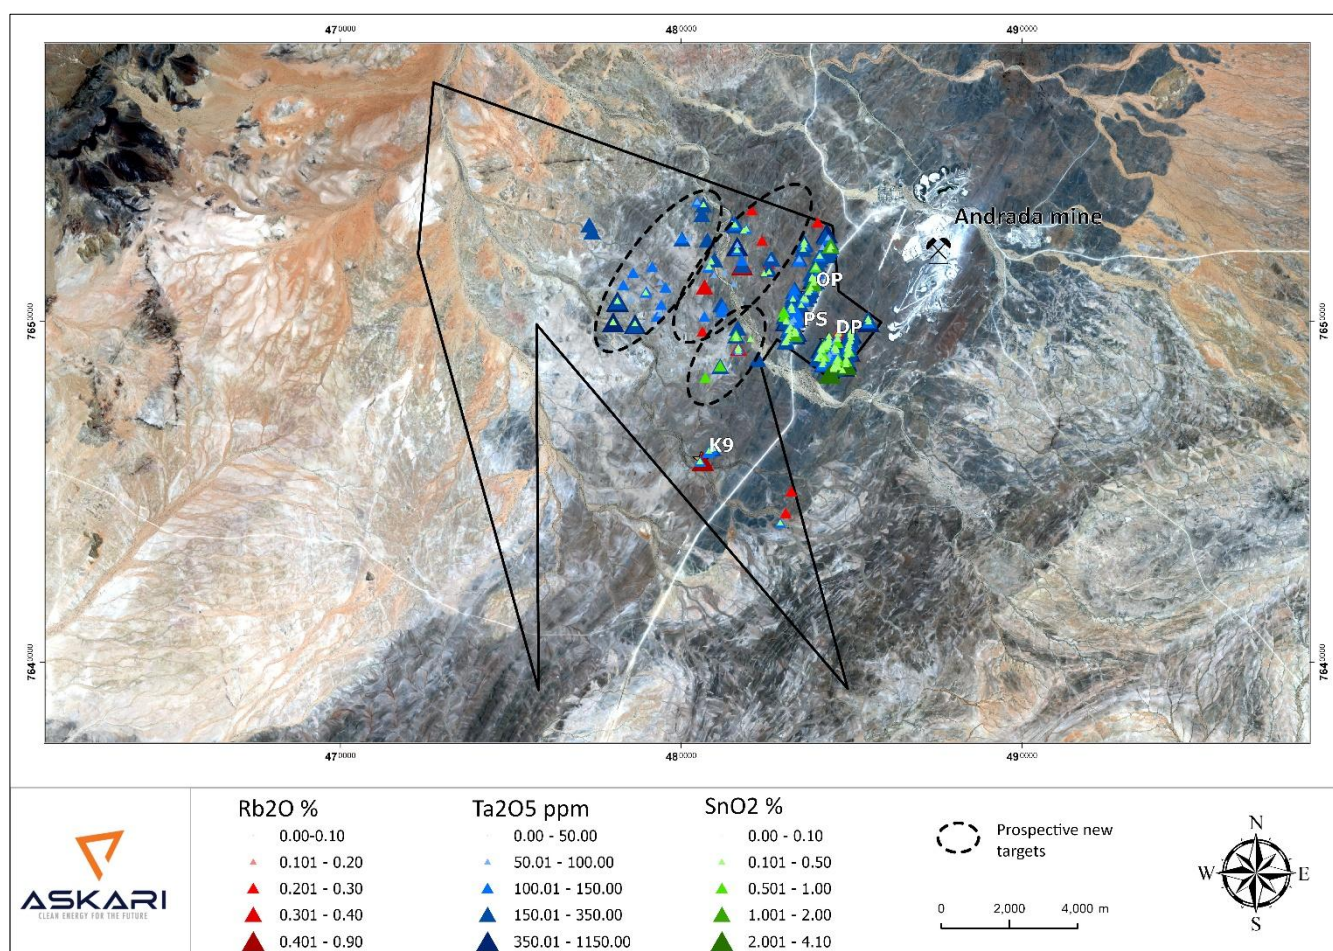 47⁰⁰⁰⁰ 48⁰⁰⁰⁰ 49⁰⁰⁰⁰
Andrada mine
OP
765⁰⁰⁰⁰ 765⁰⁰⁰⁰
PS DP
K9
764⁰⁰⁰⁰ 764⁰⁰⁰⁰
47⁰⁰⁰⁰ 48⁰⁰⁰⁰ 49⁰⁰⁰⁰
ASKARI
CLEAN ENERGY FOR THE FUTURE
Rb2O %
0.00-0.10
0.101 - 0.20
0.201 - 0.30
0.301 - 0.40
0.401 - 0.90
Ta2O5 ppm
0.00 - 50.00
50.01 - 100.00
100.01 - 150.00
150.01 - 350.00
350.01 - 1150.00
SnO2 %
0.00 - 0.10
0.101 - 0.50
0.501 - 1.00
1.001 - 2.00
2.001 - 4.10
Prospective new
targets
0 2,000 4,000 m
N
W E
S